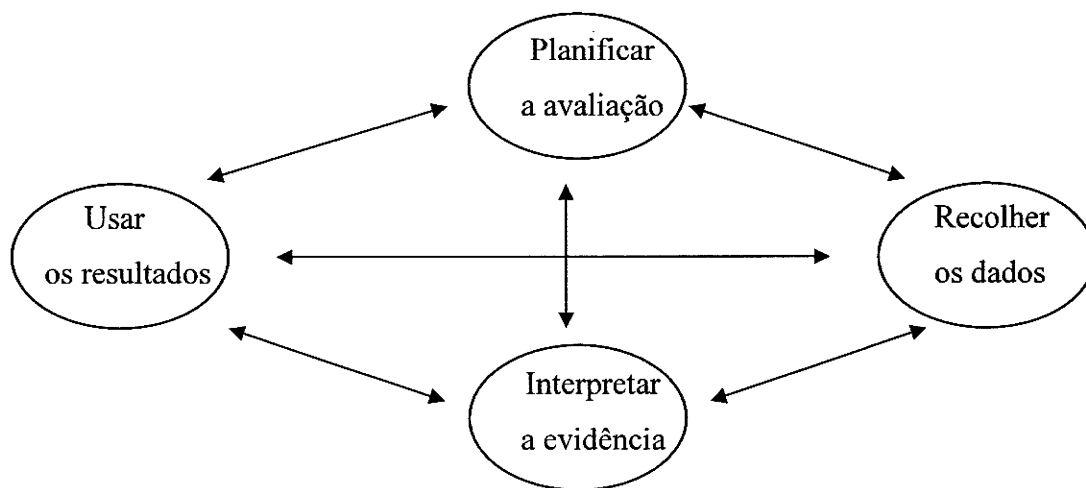 Planificar
a avaliação
Usar
os resultados
Recolher
os dados
Interpretar
a evidência